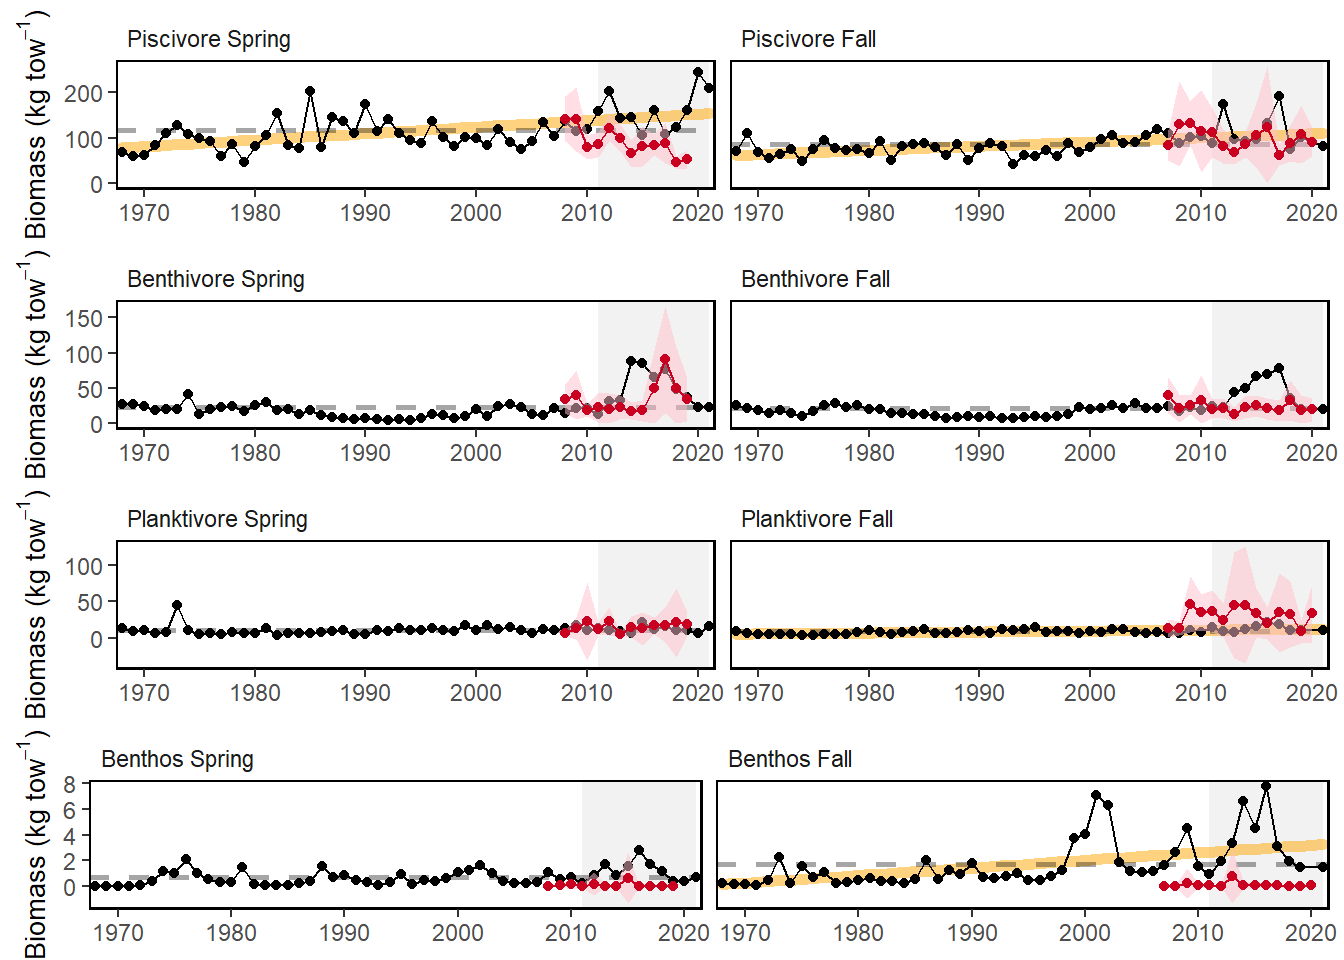 Piscivore Spring
Piscivore Fall
Biomass (kg tow⁻¹)
200
100
0
1970 1980 1990 2000 2010 2020
1970 1980 1990 2000 2010 2020
Benthivore Spring
Benthivore Fall
Biomass (kg tow⁻¹)
150
100
50
0
1970 1980 1990 2000 2010 2020
1970 1980 1990 2000 2010 2020
Planktivore Spring
Planktivore Fall
Biomass (kg tow⁻¹)
100
50
0
1970 1980 1990 2000 2010 2020
1970 1980 1990 2000 2010 2020
Benthos Spring
Benthos Fall
Biomass (kg tow⁻¹)
8
6
4
2
0
1970 1980 1990 2000 2010 2020
1970 1980 1990 2000 2010 2020